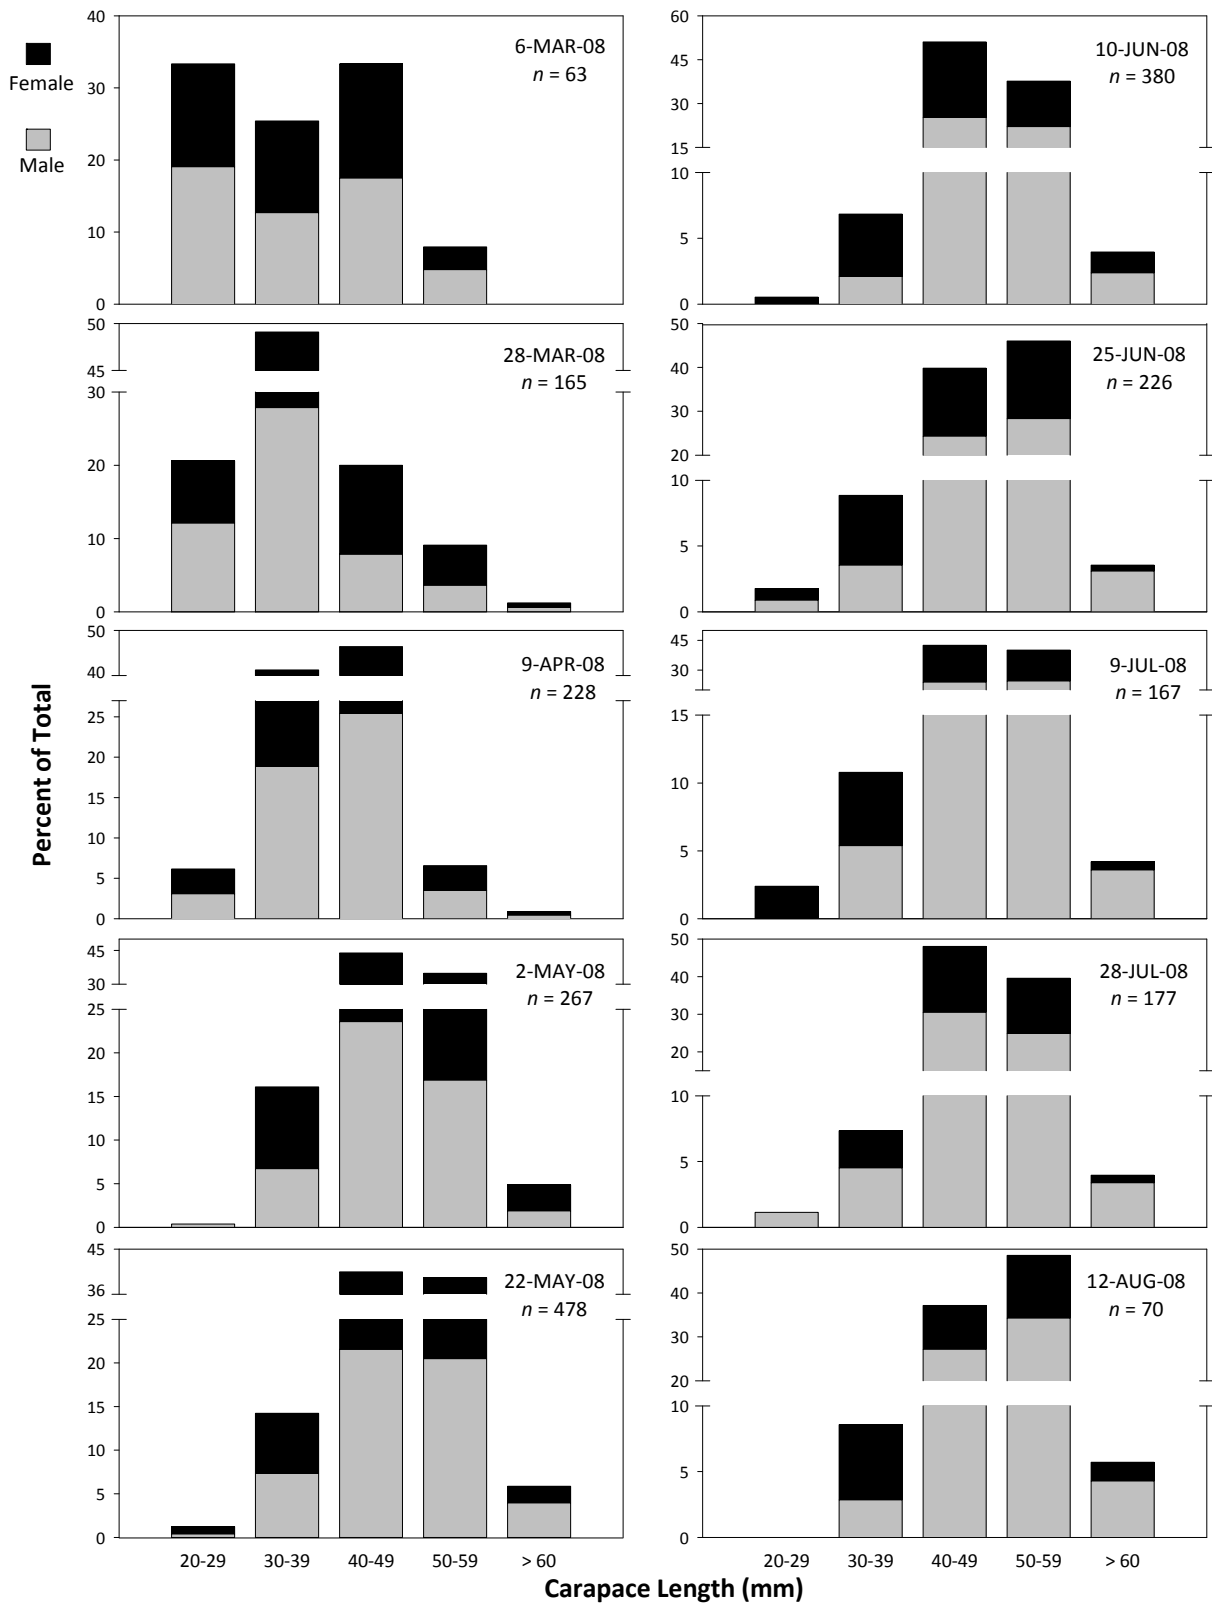 Female
Male
Percent of Total
40
30
20
10
0
6-MAR-08
n = 63
50
45
30
20
10
0
28-MAR-08
n = 165
50
40
25
20
15
10
5
0
9-APR-08
n = 228
45
30
25
20
15
10
5
0
2-MAY-08
n = 267
45
36
25
20
15
10
5
0
22-MAY-08
n = 478
20-29 30-39 40-49 50-59 > 60
60
45
30
15
10
5
0
10-JUN-08
n = 380
50
40
30
20
10
5
0
25-JUN-08
n = 226
45
30
15
10
5
0
9-JUL-08
n = 167
50
40
30
20
10
5
0
28-JUL-08
n = 177
50
40
30
20
10
5
0
12-AUG-08
n = 70
20-29 30-39 40-49 50-59 > 60
Carapace Length (mm)